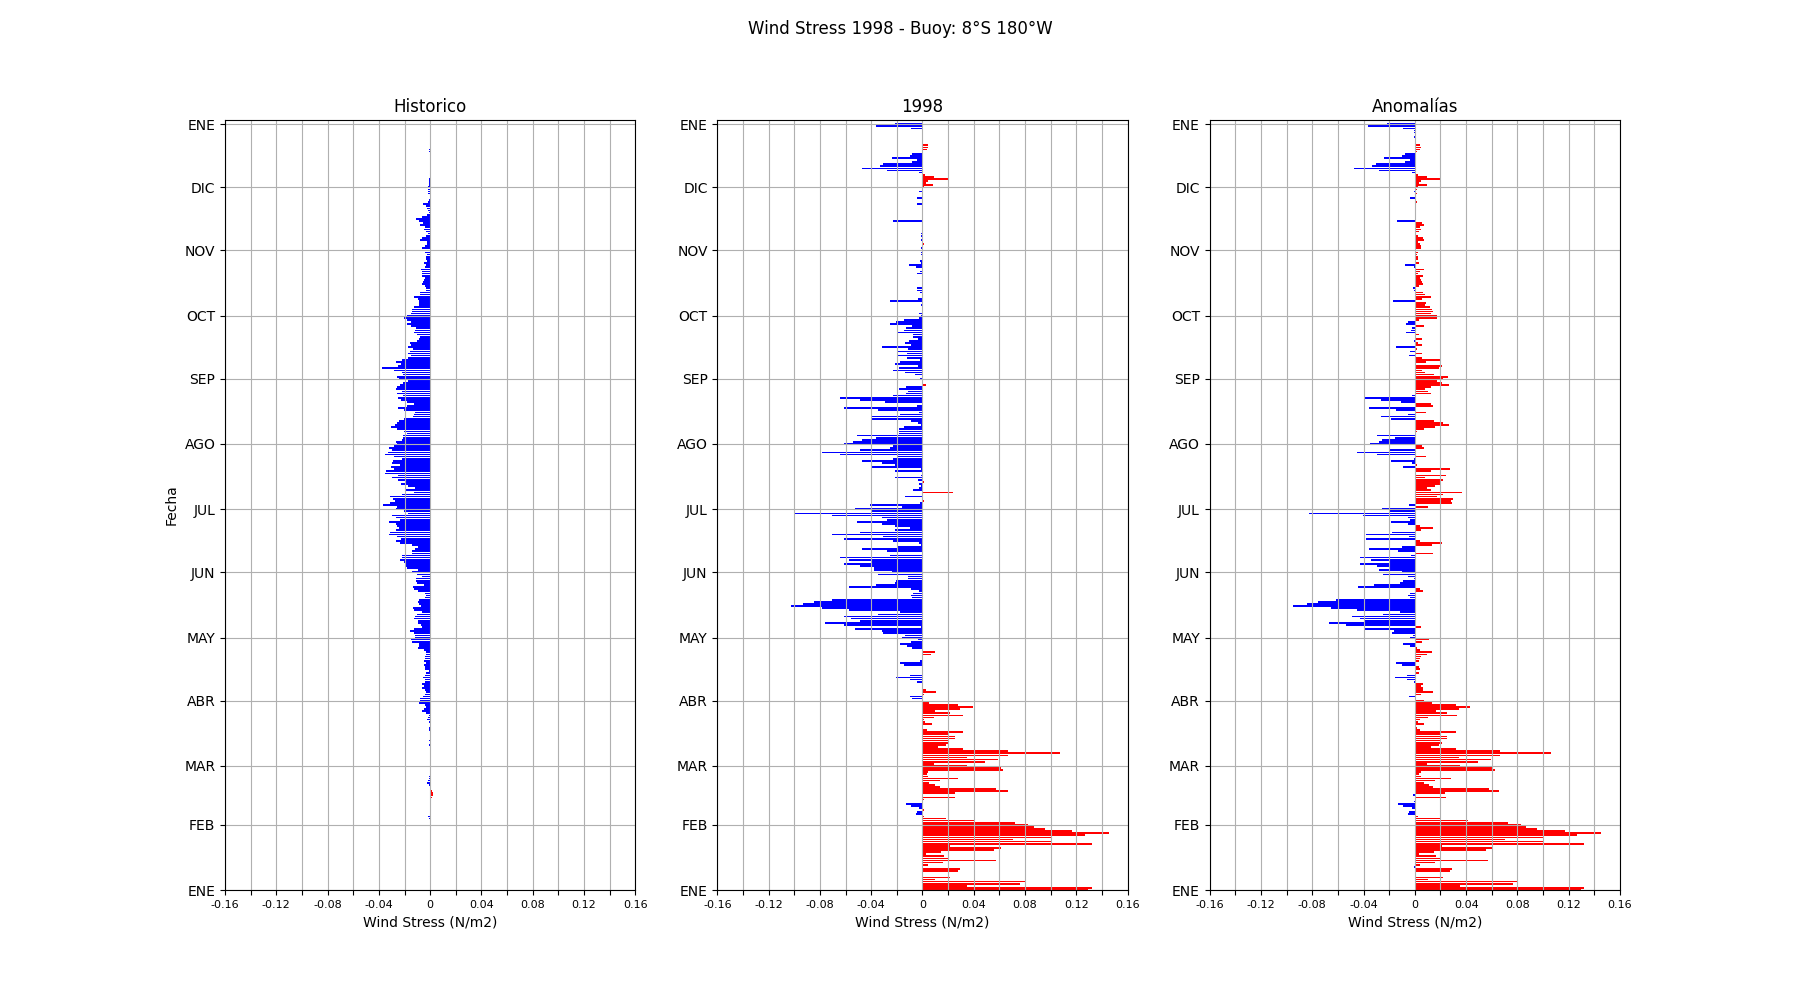 Wind Stress 1998 - Buoy: 8°S 180°W
Historico
1998
Anomalías
ENE ENE ENE
DIC DIC DIC
NOV NOV NOV
OCT OCT OCT
SEP SEP SEP
AGO AGO AGO
Fecha
JUL JUL JUL
JUN JUN JUN
MAY MAY MAY
ABR ABR ABR
MAR MAR MAR
FEB FEB FEB
ENE ENE ENE
-0.16 -0.12 -0.08 -0.04 0 0.04 0.08 0.12 0.16 -0.16 -0.12 -0.08 -0.04 0 0.04 0.08 0.12 0.16 -0.16 -0.12 -0.08 -0.04 0 0.04 0.08 0.12 0.16
Wind Stress (N/m2) Wind Stress (N/m2) Wind Stress (N/m2)